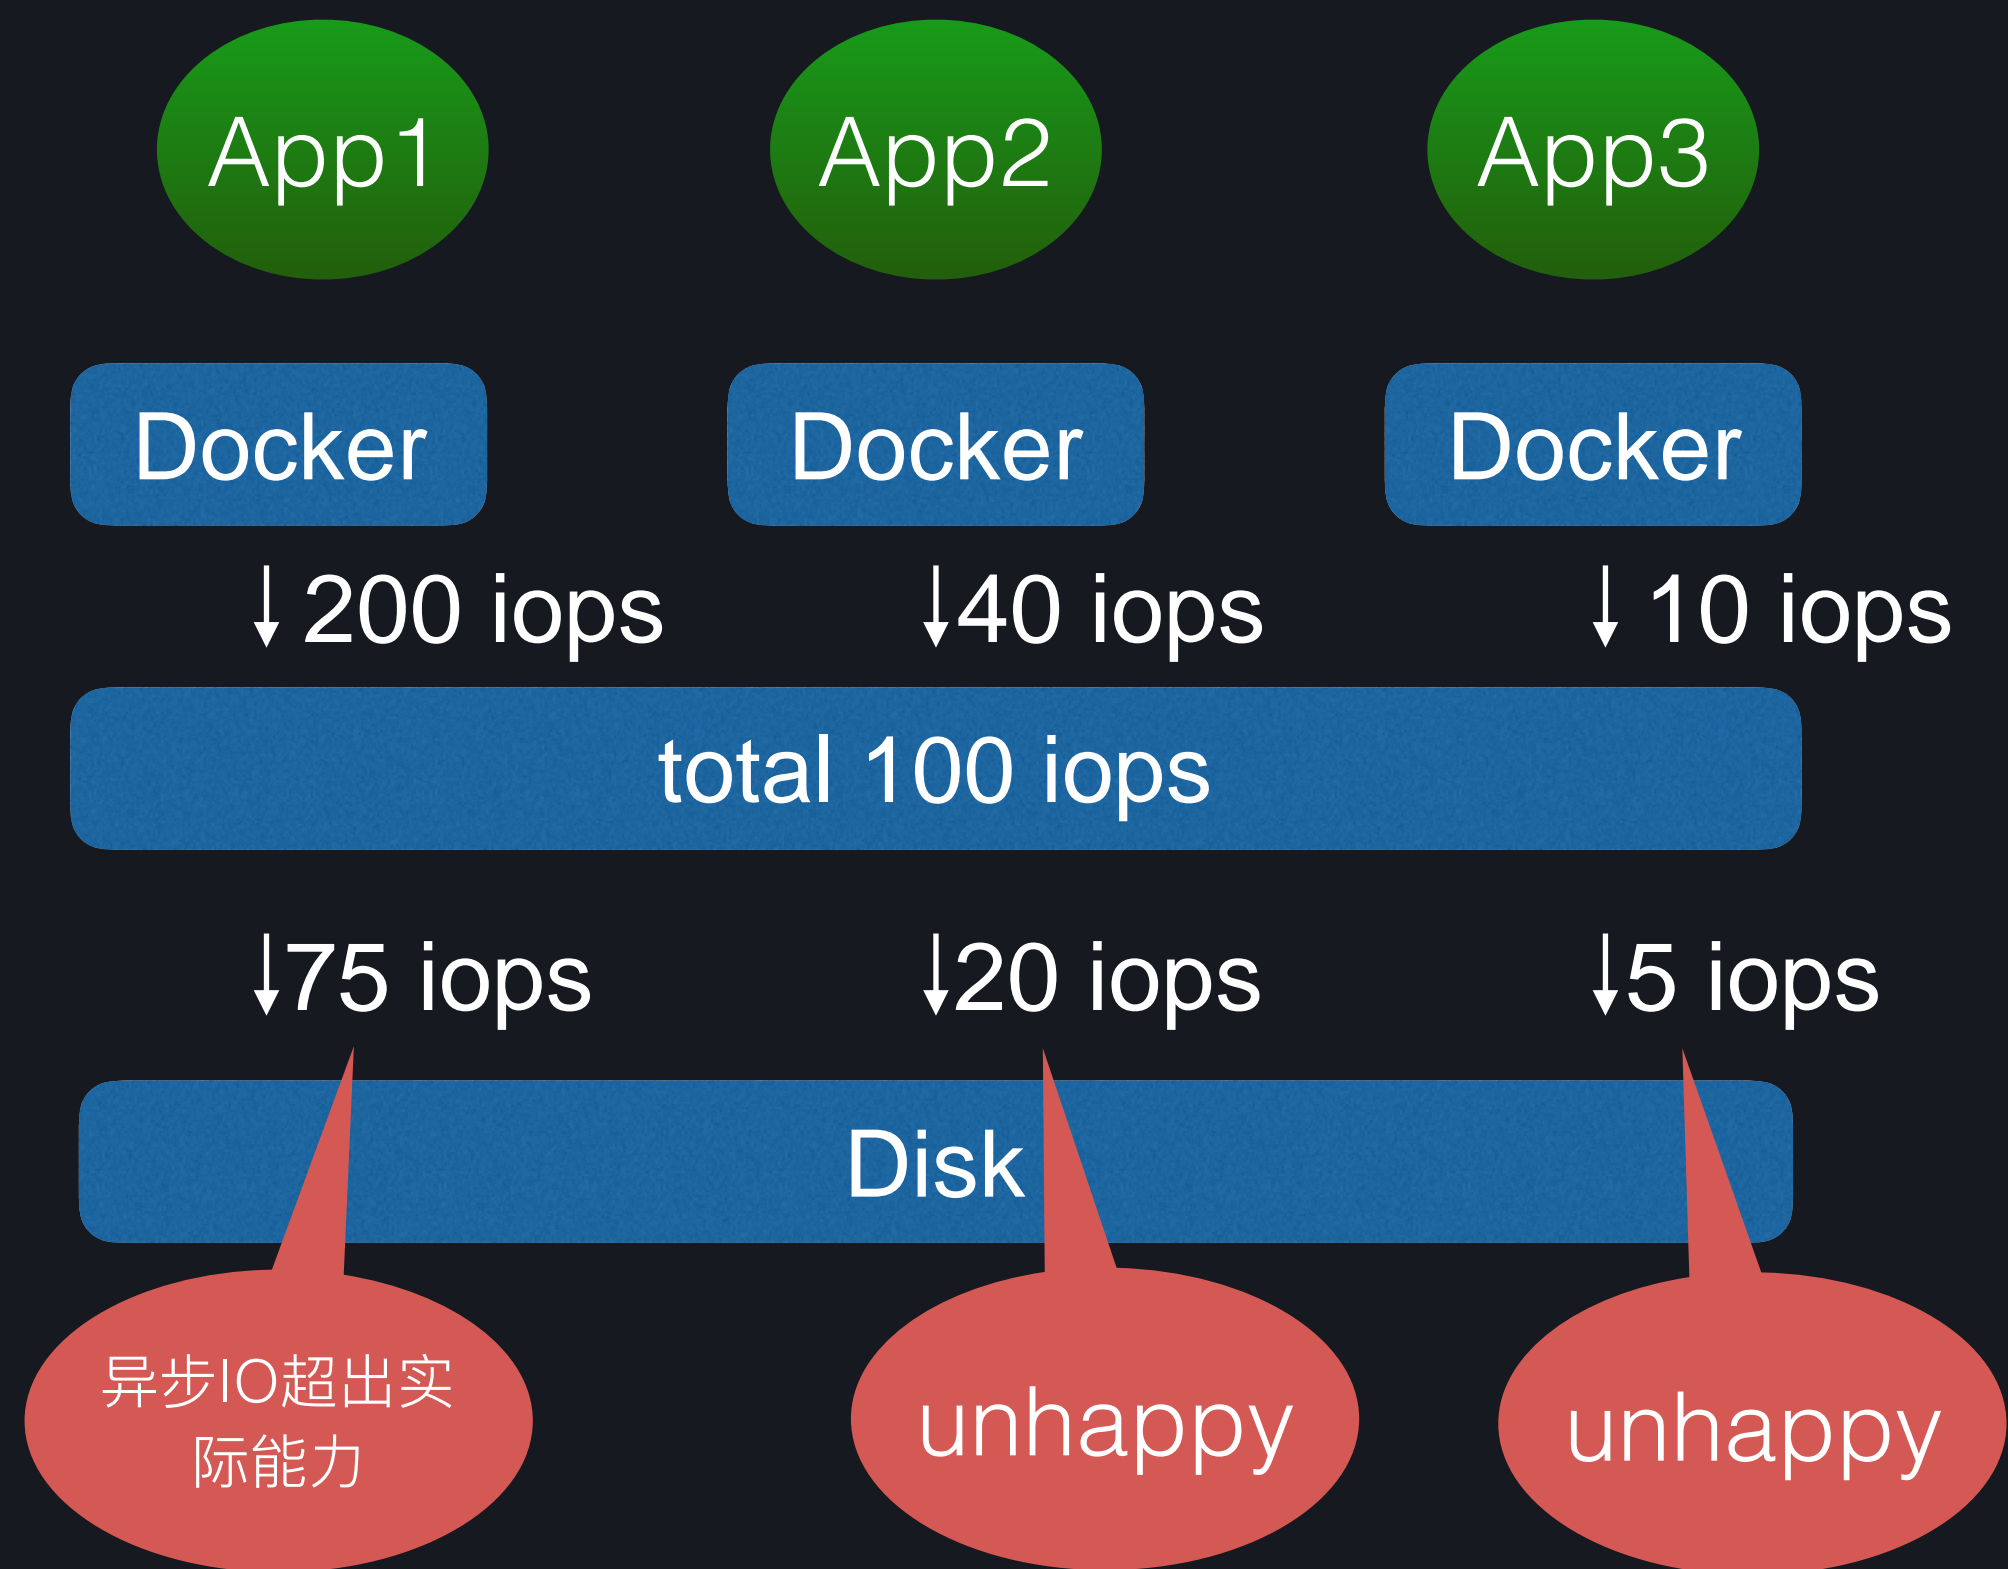 App1
App2
App3
Docker
Docker
Docker
200 iops
40 iops
10 iops
total 100 iops
75 iops
20 iops
5 iops
Disk
异步IO超出实
际能力
unhappy
unhappy